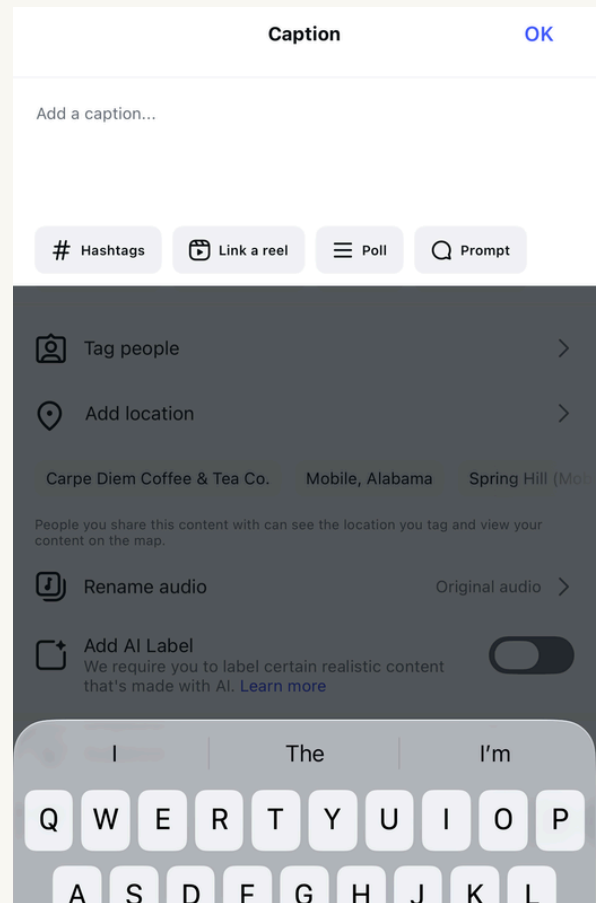 Caption OK
Add a caption...
# Hashtags Link a reel Poll Prompt
Tag people
Add location
Carpe Diem Coffee & Tea Co. Mobile, Alabama Spring Hill (Mo
People you share this content with can see the location you tag and view your
content on the map.
Rename audio Original audio
Add AI Label
We require you to label certain realistic content
that's made with AI. Learn more
I The I'm
Q W E R T Y U I O P
A S D F G H J K L